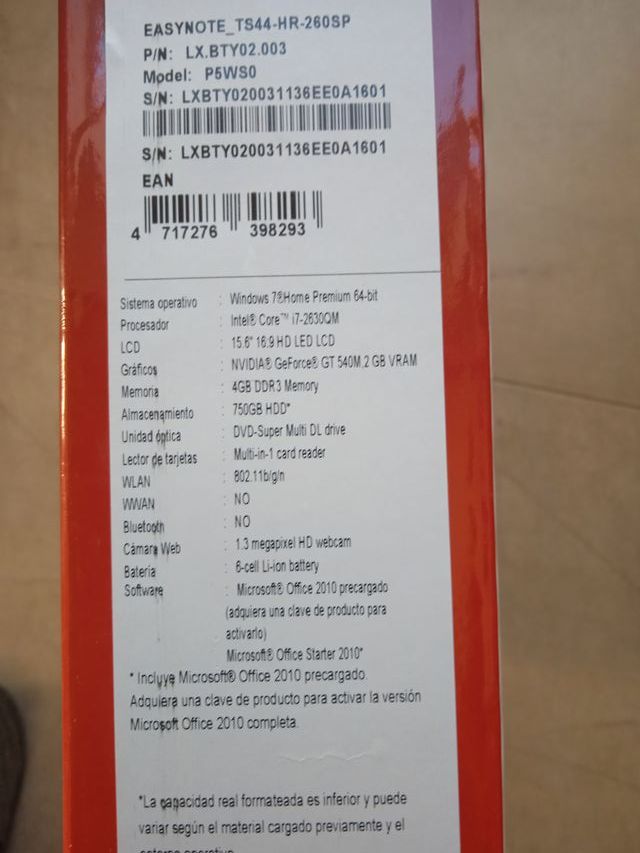 EASYNOTE_TS44-HR-260SP
P/N: LX.BTY02.003
Model: P5WS0
S/N: LXBTY020031136EE0A1601
S/N: LXBTY020031136EE0A1601
EAN
4 717276 398293
Sistema operativo : Windows 7®Home Premium 64-bit
Procesador : Intel® Core™ i7-2630QM
LCD : 15.6" 16:9 HD LED LCD
Gráficos : NVIDIA® GeForce® GT 540M,2 GB VRAM
Memoria : 4GB DDR3 Memory
Almacenamiento : 750GB HDD*
Unidad óptica : DVD-Super Multi DL drive
Lector de tarjetas : Multi-in-1 card reader
WLAN : 802.11b/g/n
WWAN : NO
Bluetooth : NO
Cámara Web : 1.3 megapixel HD webcam
Batería : 6-cell Li-ion battery
Software : Microsoft® Office 2010 precargado
(adquiera una clave de producto para
activarlo)
Microsoft® Office Starter 2010*
* Incluye Microsoft® Office 2010 precargado.
Adquiera una clave de producto para activar la versión
Microsoft Office 2010 completa.
*La capacidad real formateada es inferior y puede
variar según el material cargado previamente y el
entorno operativo.